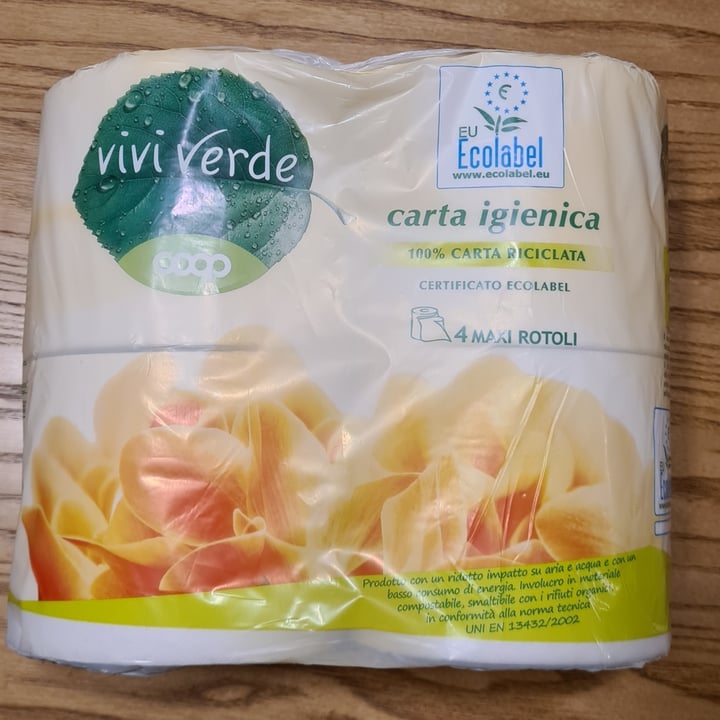 vivi verde
coop
EU
Ecolabel
www.ecolabel.eu
carta igienica
100% CARTA RICICLATA
CERTIFICATO ECOLABEL
4 MAXI ROTOLI
Prodotto con un ridotto impatto su aria e acqua e con un
basso consumo di energia. Involucro in materiale
compostabile, smaltibile con i rifiuti organici,
in conformità alla norma tecnica
UNI EN 13432/2002
EU